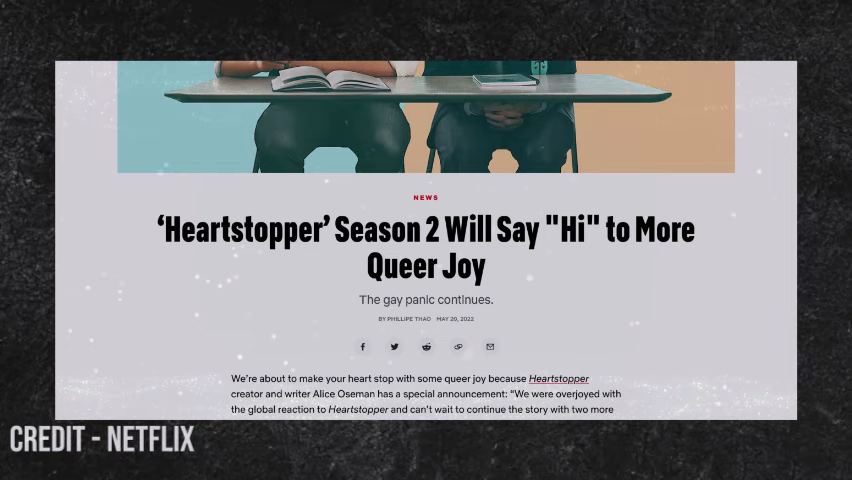 NEWS
‘Heartstopper’ Season 2 Will Say "Hi" to More
Queer Joy
The gay panic continues.
BY PHILLIPE THAO MAY 20, 2022
We’re about to make your heart stop with some queer joy because Heartstopper
creator and writer Alice Oseman has a special announcement: “We were overjoyed with
the global reaction to Heartstopper and can’t wait to continue the story with two more
CREDIT - NETFLIX